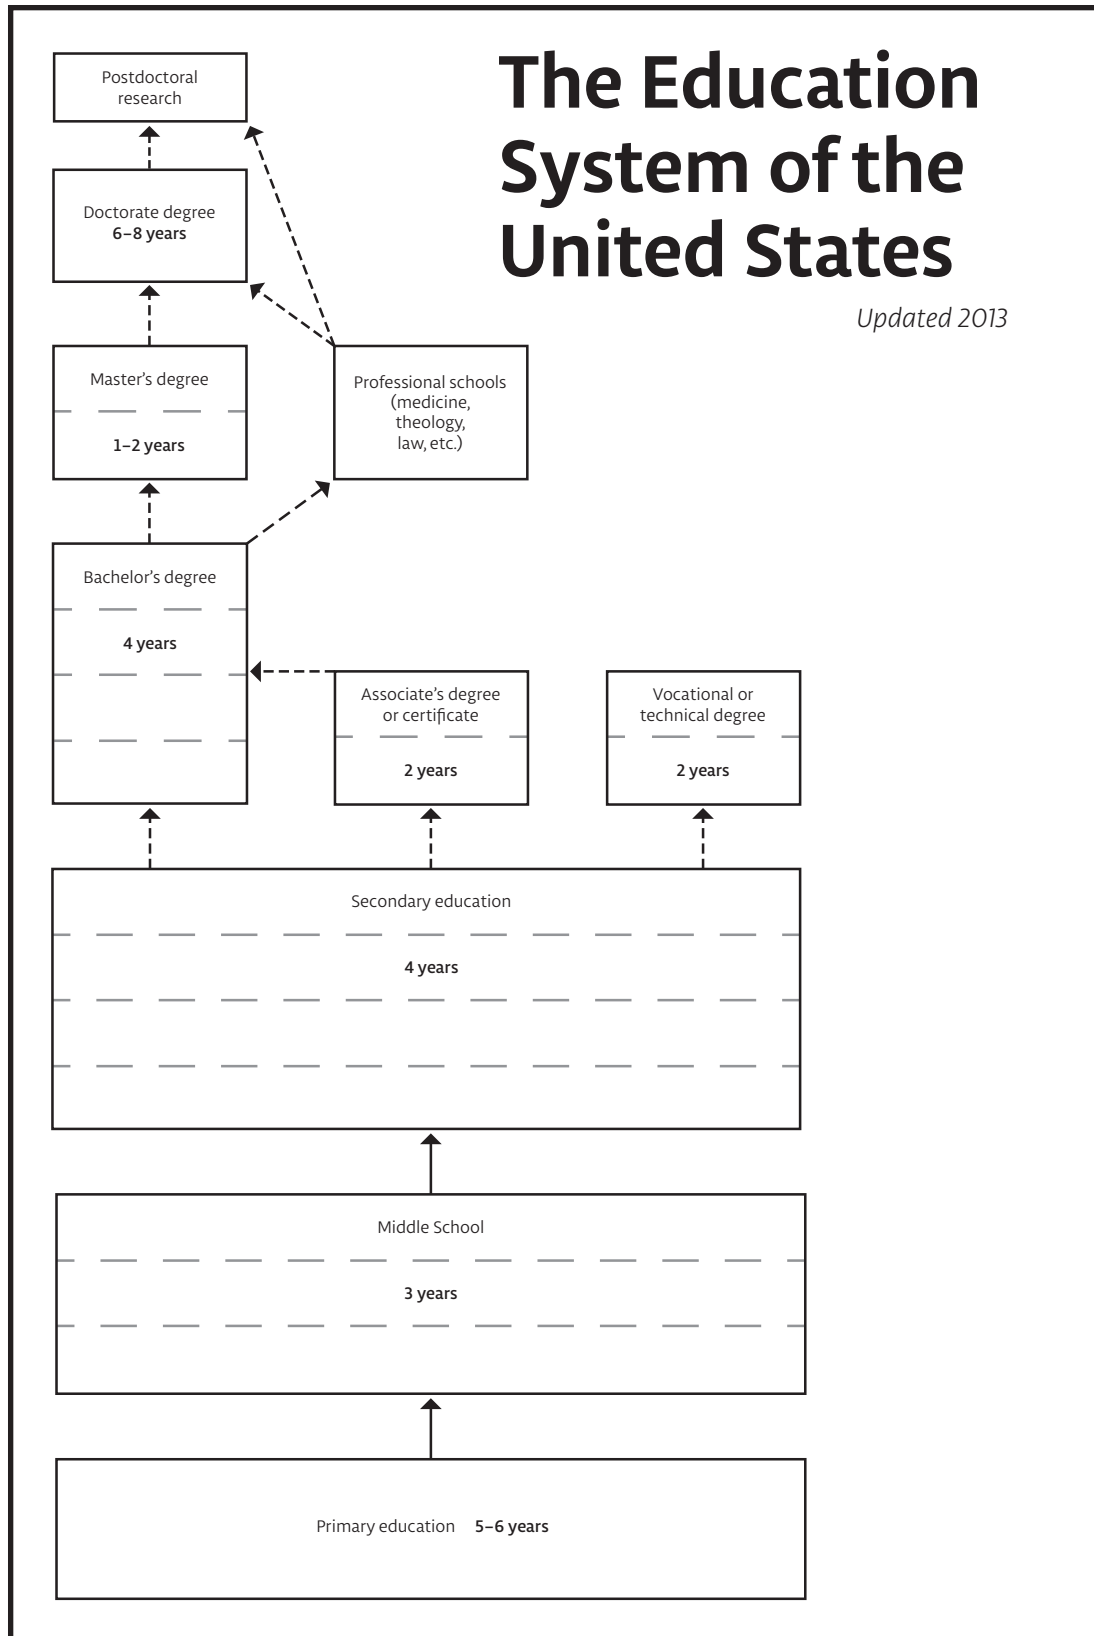 The Education
System of the
United States
Updated 2013
Postdoctoral
research
Doctorate degree
6–8 years
Master’s degree
1–2 years
Professional schools
(medicine,
theology,
law, etc.)
Bachelor’s degree
4 years
Associate’s degree
or certificate
2 years
Vocational or
technical degree
2 years
Secondary education
4 years
Middle School
3 years
Primary education 5–6 years